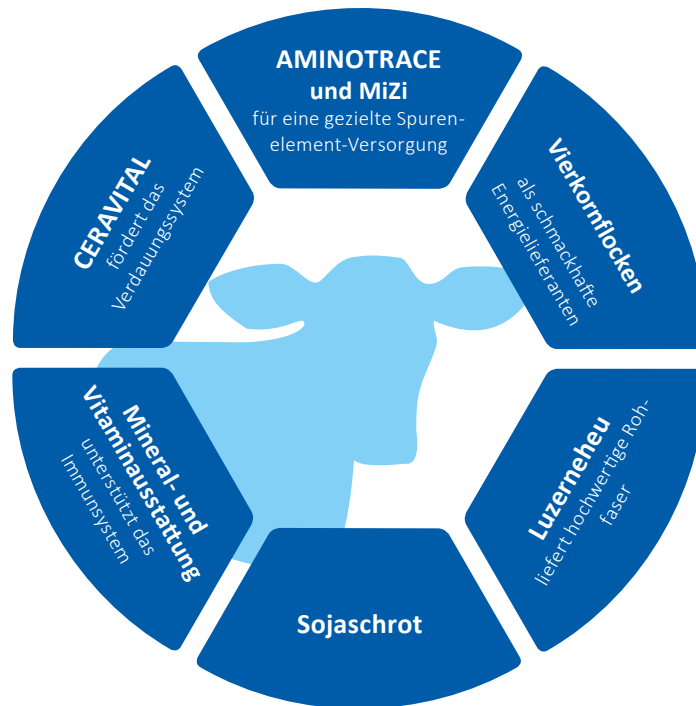 AMINOTRACE
und MiZi
für eine gezielte Spuren-
element-Versorgung
Vierkornflocken
als schmackhafte
Energielieferanten
Luzerneheu
liefert hochwertige Roh-
faser
Sojaschrot
Mineral- und
Vitaminausstattung
unterstützt das
Immunsystem
CERAVITAL
fördert das
Verdauungssystem